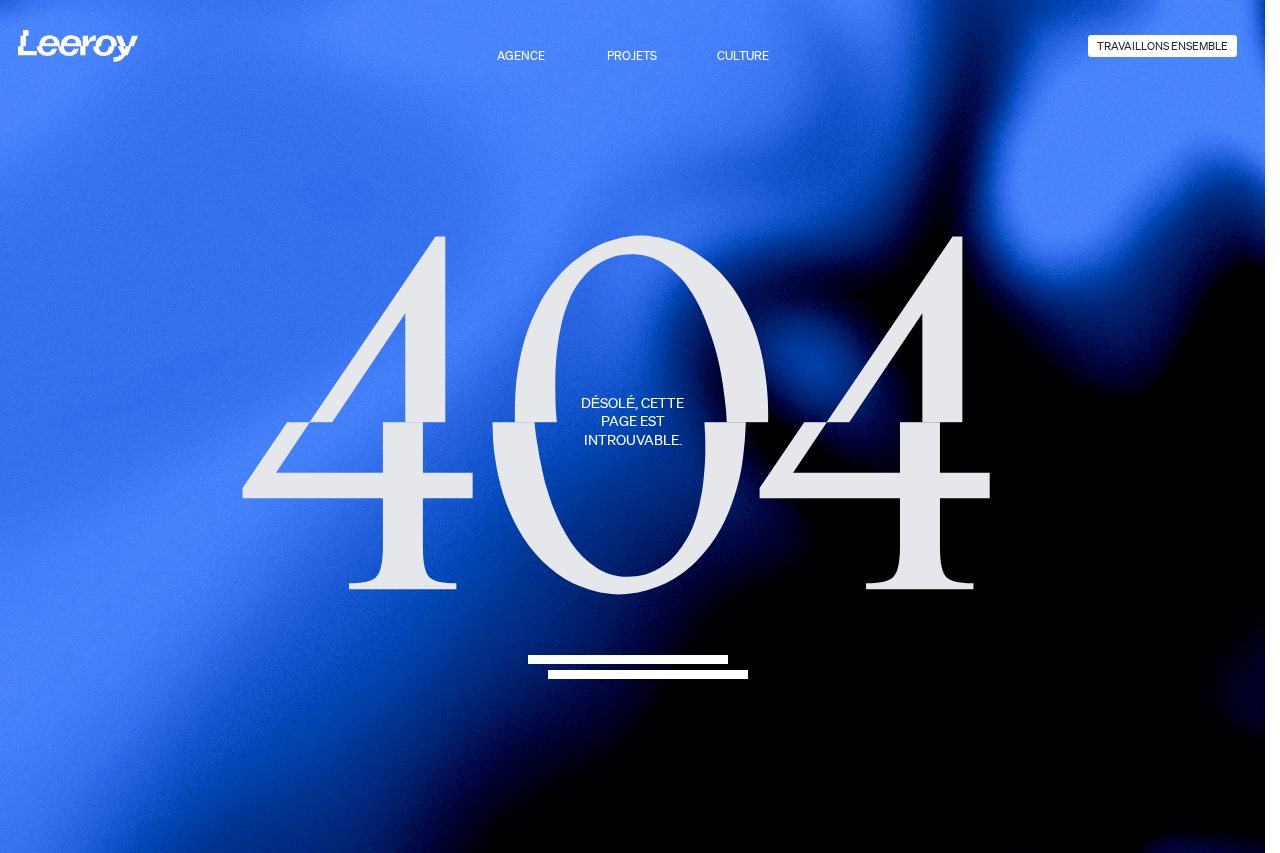 Leeroy
AGENCE
PROJETS
CULTURE
TRAVAILLONS ENSEMBLE
404
DÉSOLÉ, CETTE
PAGE EST
INTROUVABLE.